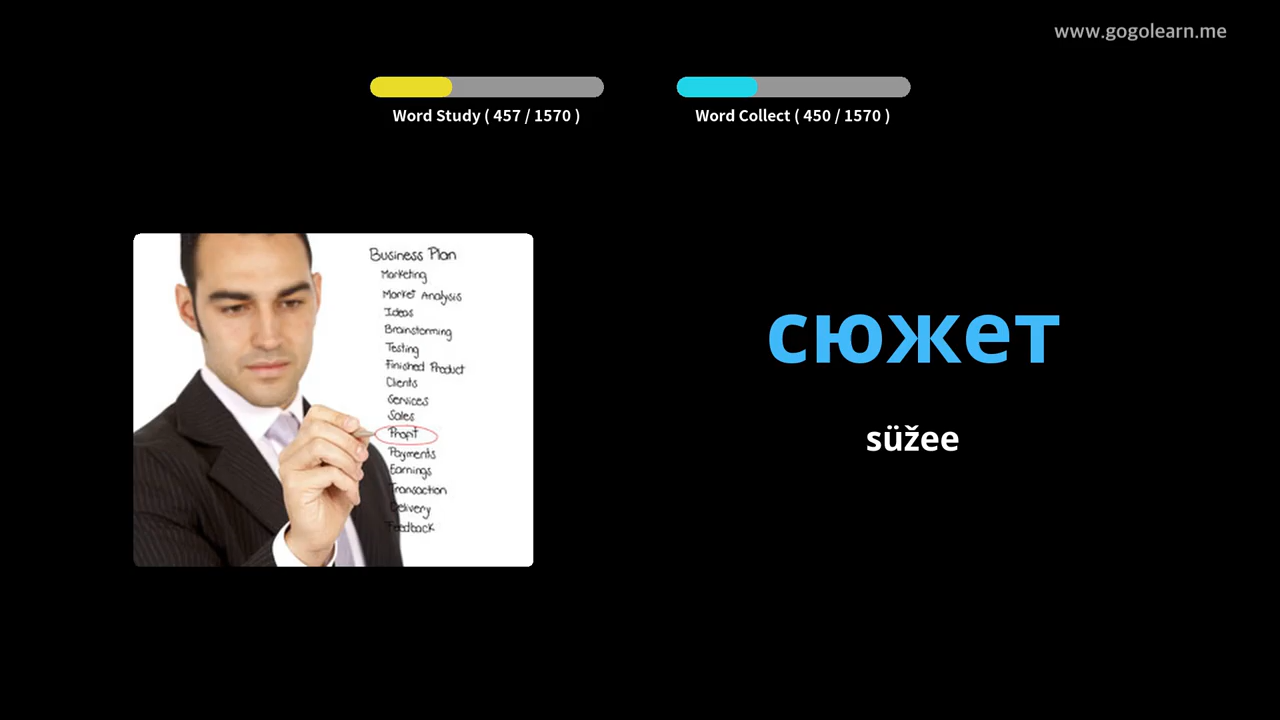 www.gogolearn.me
Word Study ( 457 / 1570 )
Word Collect ( 450 / 1570 )
Business Plan
Marketing
Market Analysis
Ideas
Brainstorming
Testing
Finished Product
Clients
Services
Sales
Profit
Payments
Earnings
Transaction
Delivery
Feedback
сюжет
süžee